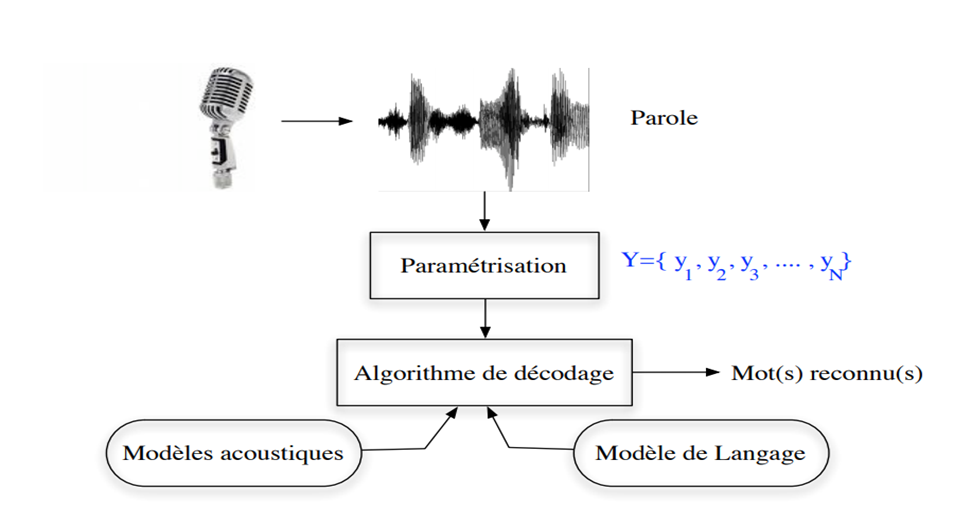 Parole
Paramétrisation
Y={ y1, y2, y3, .... , yN}
Algorithme de décodage
Mot(s) reconnu(s)
Modèles acoustiques
Modèle de Langage